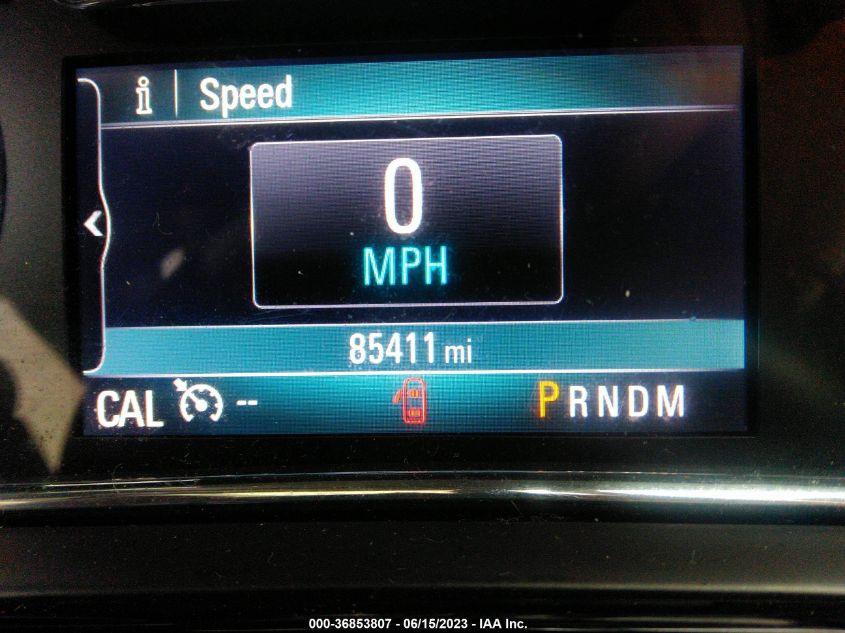 i Speed
0
MPH
85411 mi
CAL -- PRNDM
000-36853807 - 06/15/2023 - IAA Inc.